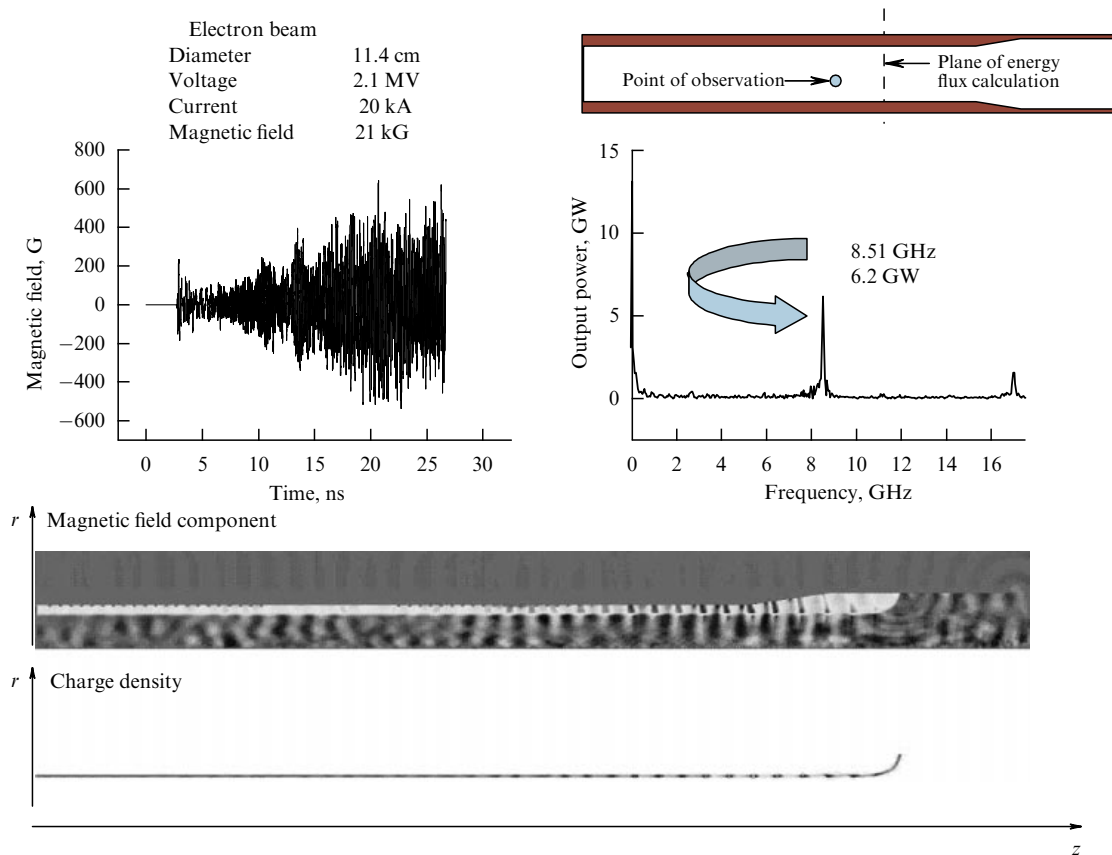 Electron beam
Diameter 11.4 cm
Voltage 2.1 MV
Current 20 kA
Magnetic field 21 kG
Point of observation
Plane of energy
flux calculation
800
600
400
200
0
−200
−400
−600
Magnetic field, G
0 5 10 15 20 25 30
Time, ns
15
10
5
0
Output power, GW
8.51 GHz
6.2 GW
0 2 4 6 8 10 12 14 16
Frequency, GHz
r Magnetic field component
r Charge density
z